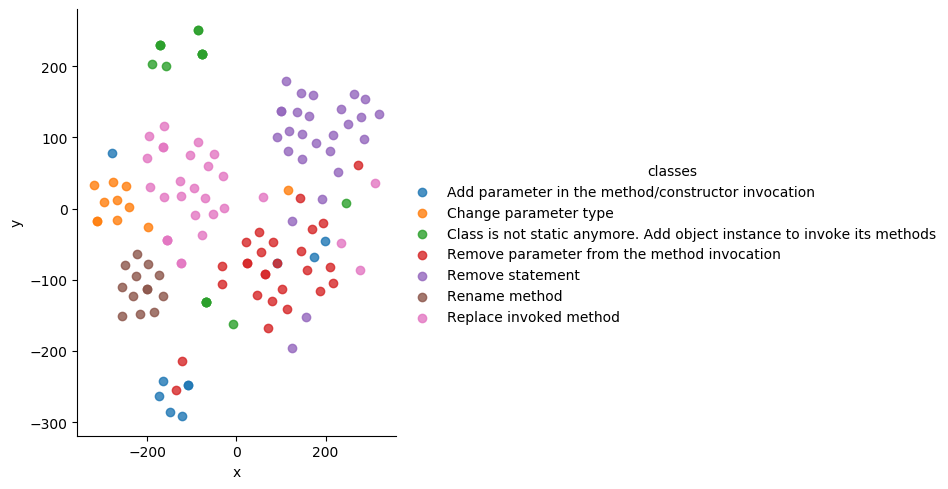 200
100
0
−100
−200
−300
y
−200
0
200
x
classes
Add parameter in the method/constructor invocation
Change parameter type
Class is not static anymore. Add object instance to invoke its methods
Remove parameter from the method invocation
Remove statement
Rename method
Replace invoked method